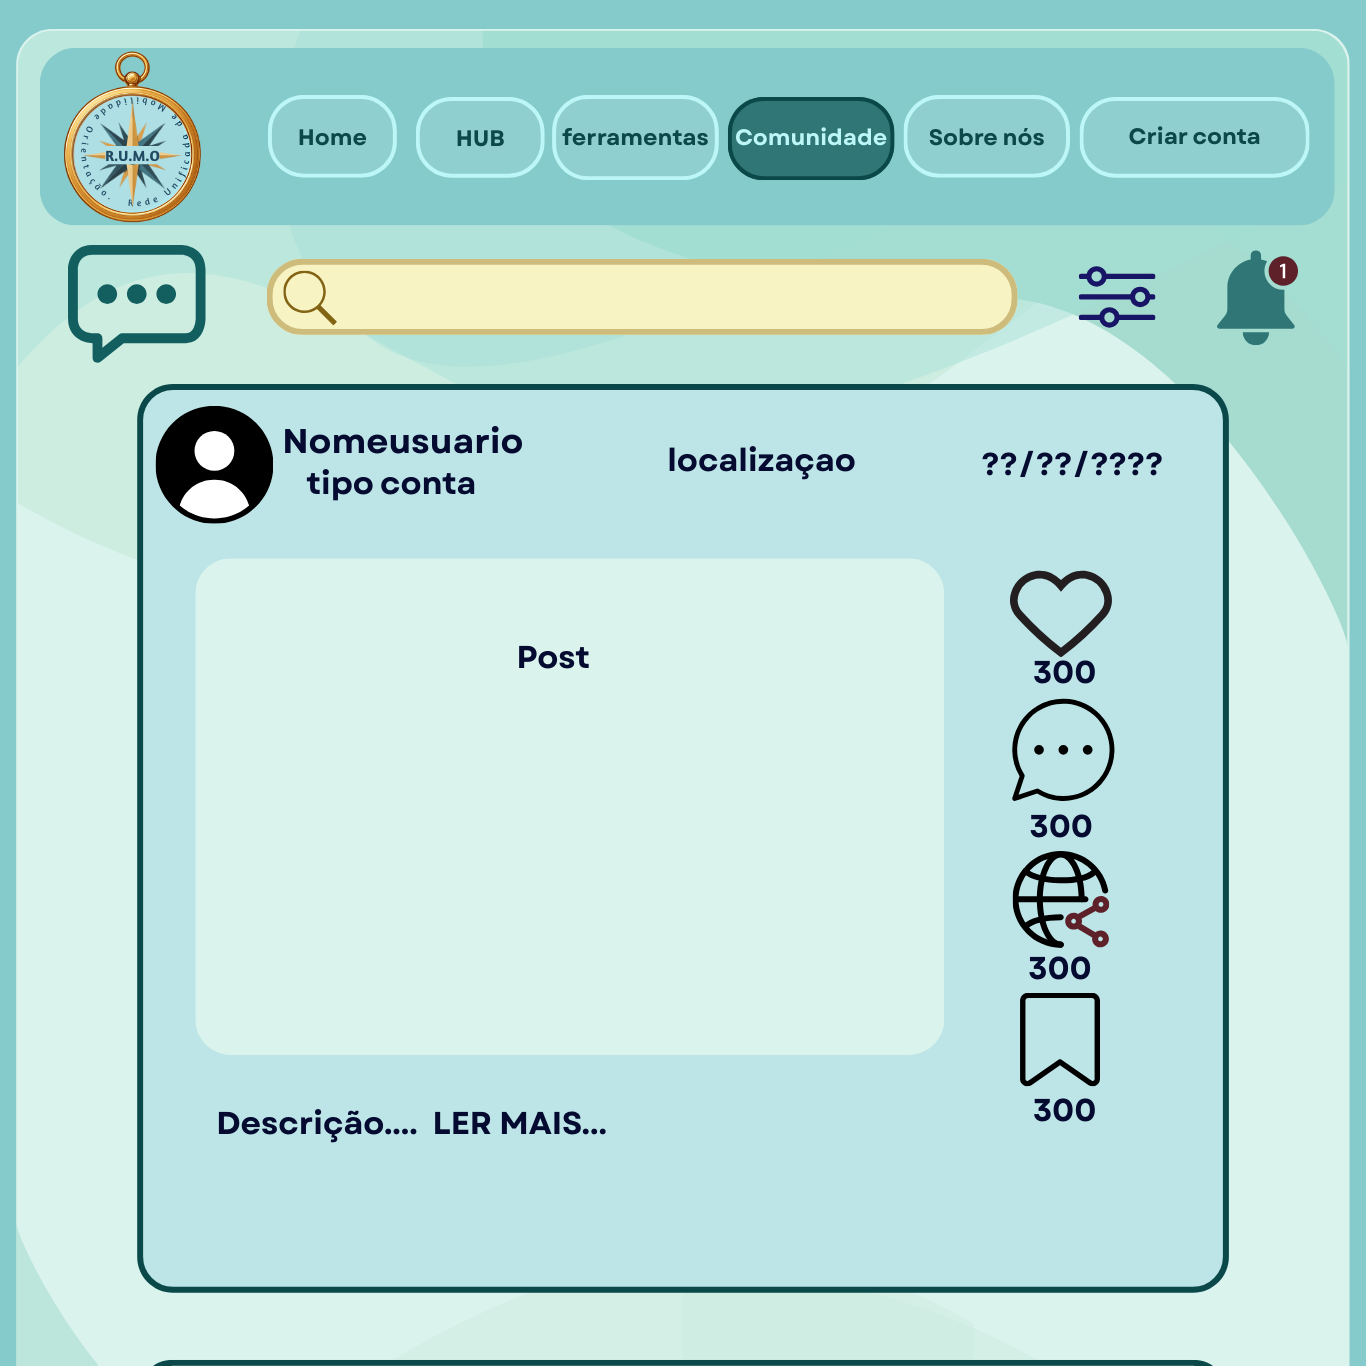 Rede Unificada de Mobilidade e Orientação.
R.U.M.O
Home
HUB
ferramentas
Comunidade
Sobre nós
Criar conta
1
Nomeusuario
tipo conta
localizaçao
??/??/????
Post
300
300
300
300
Descrição.... LER MAIS...